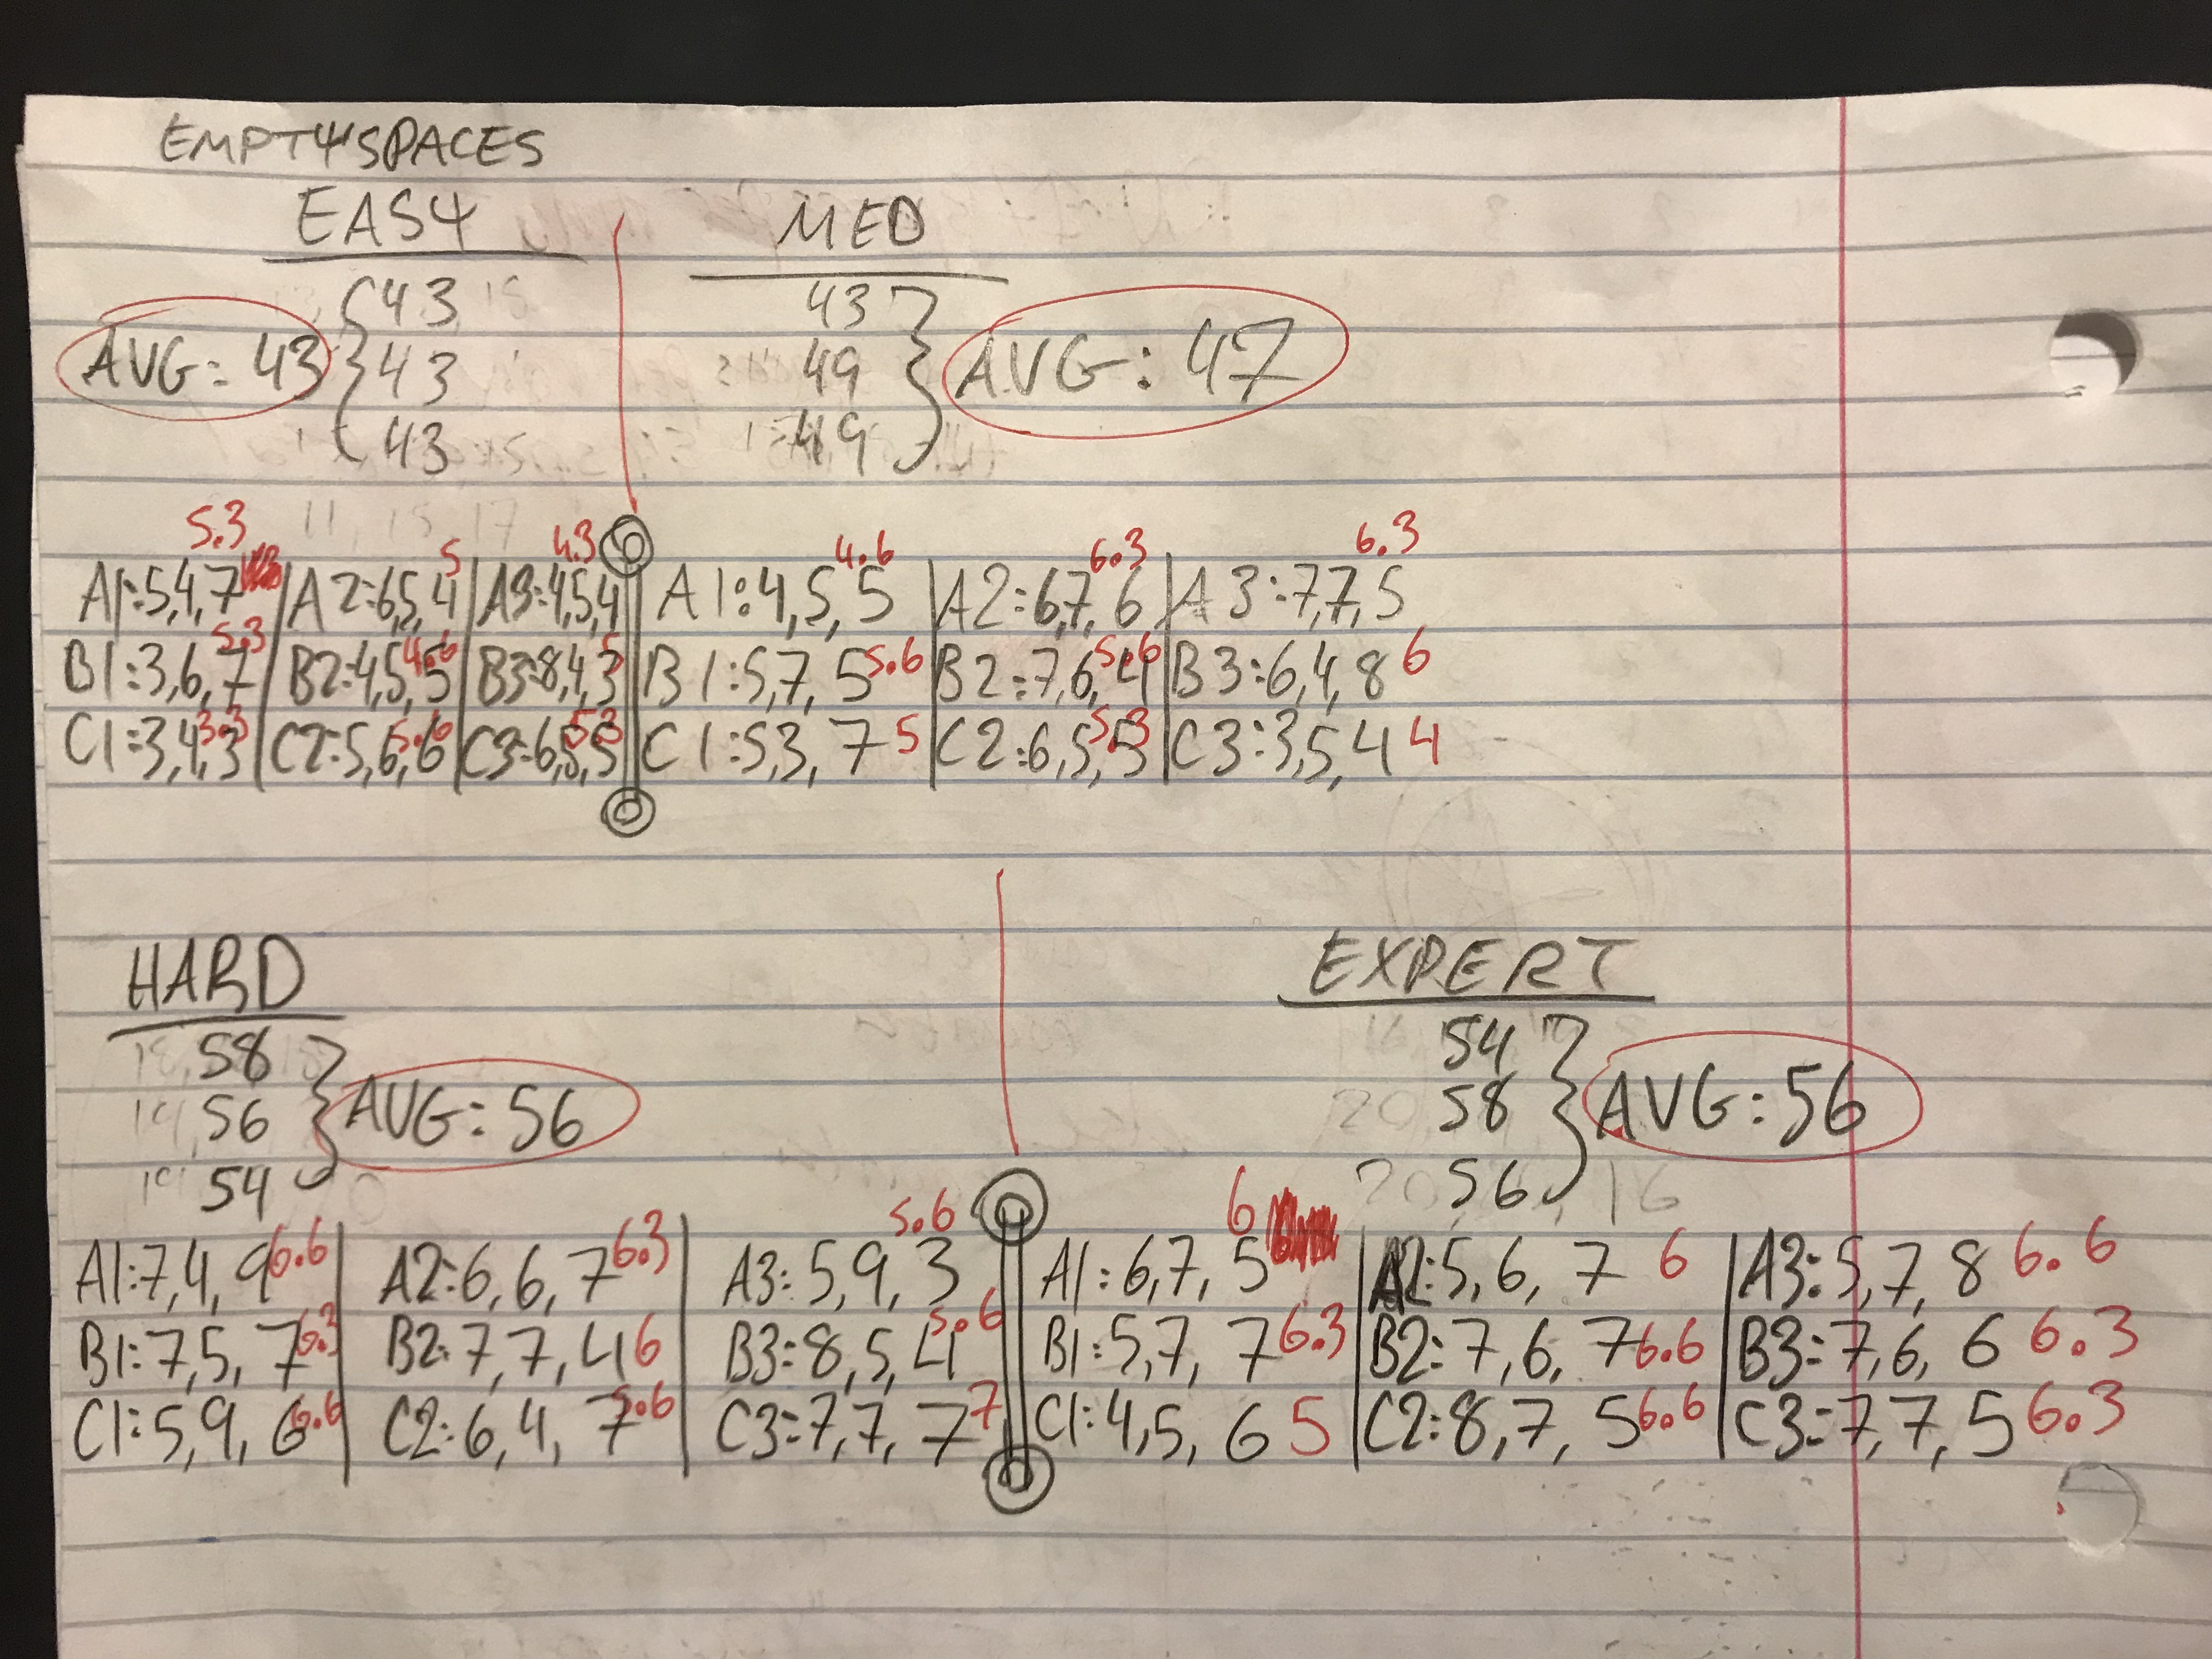 EMPTY SPACES
EASY MED
43 43
AVG: 43 43 49 AVG: 47
43 49
5.3 5 4.3 4.6 6.3 6.3
A1:5,4,7 A2:6,5,4 A3:4,5,4 A1:4,5,5 A2:6,7,6 A3:7,7,5
B1:3,6,7 5.3 B2:4,5,5 4.6 B3:8,4,3 5 B1:5,7,5 5.6 B2:7,6,4 5.6 B3:6,4,8 6
C1:3,4,3 3.3 C2:5,6,6 5.6 C3:6,5,5 5.3 C1:5,3,7 5 C2:6,5,5 5.3 C3:3,5,4 4
HARD EXPERT
58 54
56 AVG: 56 58 AVG: 56
54 56
5.6 6
A1:7,4,9 6.6 A2:6,6,7 6.3 A3:5,9,3 A1:6,7,5 A2:5,6,7 6 A3:5,7,8 6.6
B1:7,5,7 6.3 B2:7,7,4 6 B3:8,5,4 5.6 B1:5,7,7 6.3 B2:7,6,7 6.6 B3:7,6,6 6.3
C1:5,9,6 6.6 C2:6,4,7 5.6 C3:7,7,7 7 C1:4,5,6 5 C2:8,7,5 6.6 C3:7,7,5 6.3